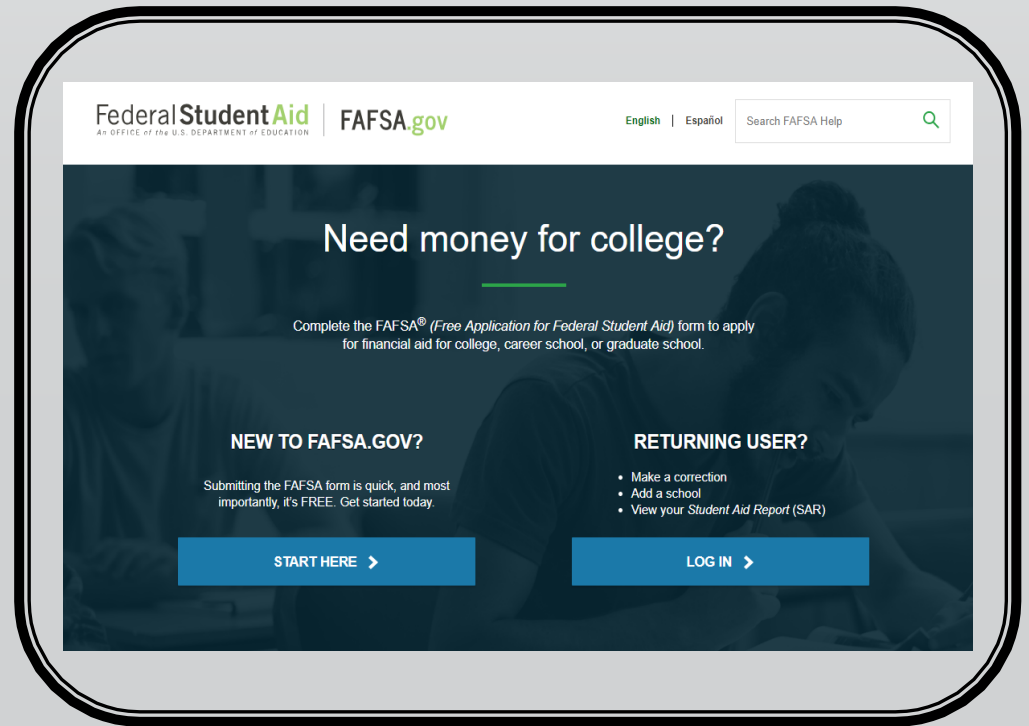 Federal Student Aid
An OFFICE of the U.S. DEPARTMENT of EDUCATION
FAFSA.gov
English | Español
Search FAFSA Help
Need money for college?
Complete the FAFSA® (Free Application for Federal Student Aid) form to apply
for financial aid for college, career school, or graduate school.
NEW TO FAFSA.GOV?
Submitting the FAFSA form is quick, and most
importantly, it's FREE. Get started today.
START HERE
RETURNING USER?
• Make a correction
• Add a school
• View your Student Aid Report (SAR)
LOG IN